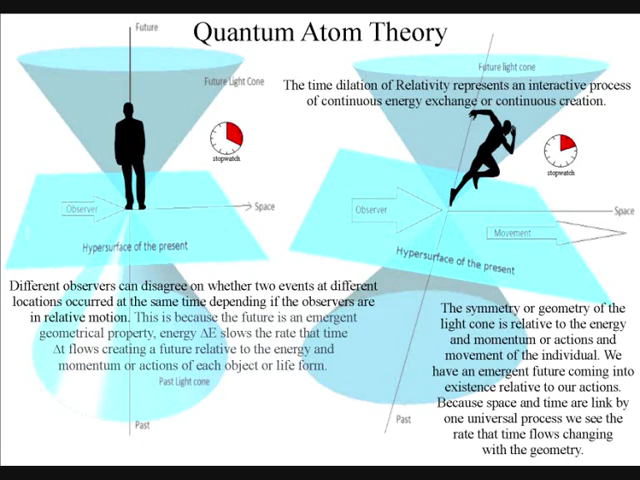 Quantum Atom Theory
Future
Future Light Cone
stopwatch
Observer
Space
Hypersurface of the present
Different observers can disagree on whether two events at different
locations occurred at the same time depending if the observers are
in relative motion. This is because the future is an emergent
geometrical property, energy ΔE slows the rate that time
Δt flows creating a future relative to the energy and
momentum or actions of each object or life form.
Past Light cone
Past
Future light cone
The time dilation of Relativity represents an interactive process
of continuous energy exchange or continuous creation.
stopwatch
Observer
Space
Movement
Hypersurface of the present
The symmetry or geometry of the
light cone is relative to the energy
and momentum or actions and
movement of the individual. We
have an emergent future coming into
existence relative to our actions.
Because space and time are link by
one universal process we see the
rate that time flows changing
with the geometry.
Past